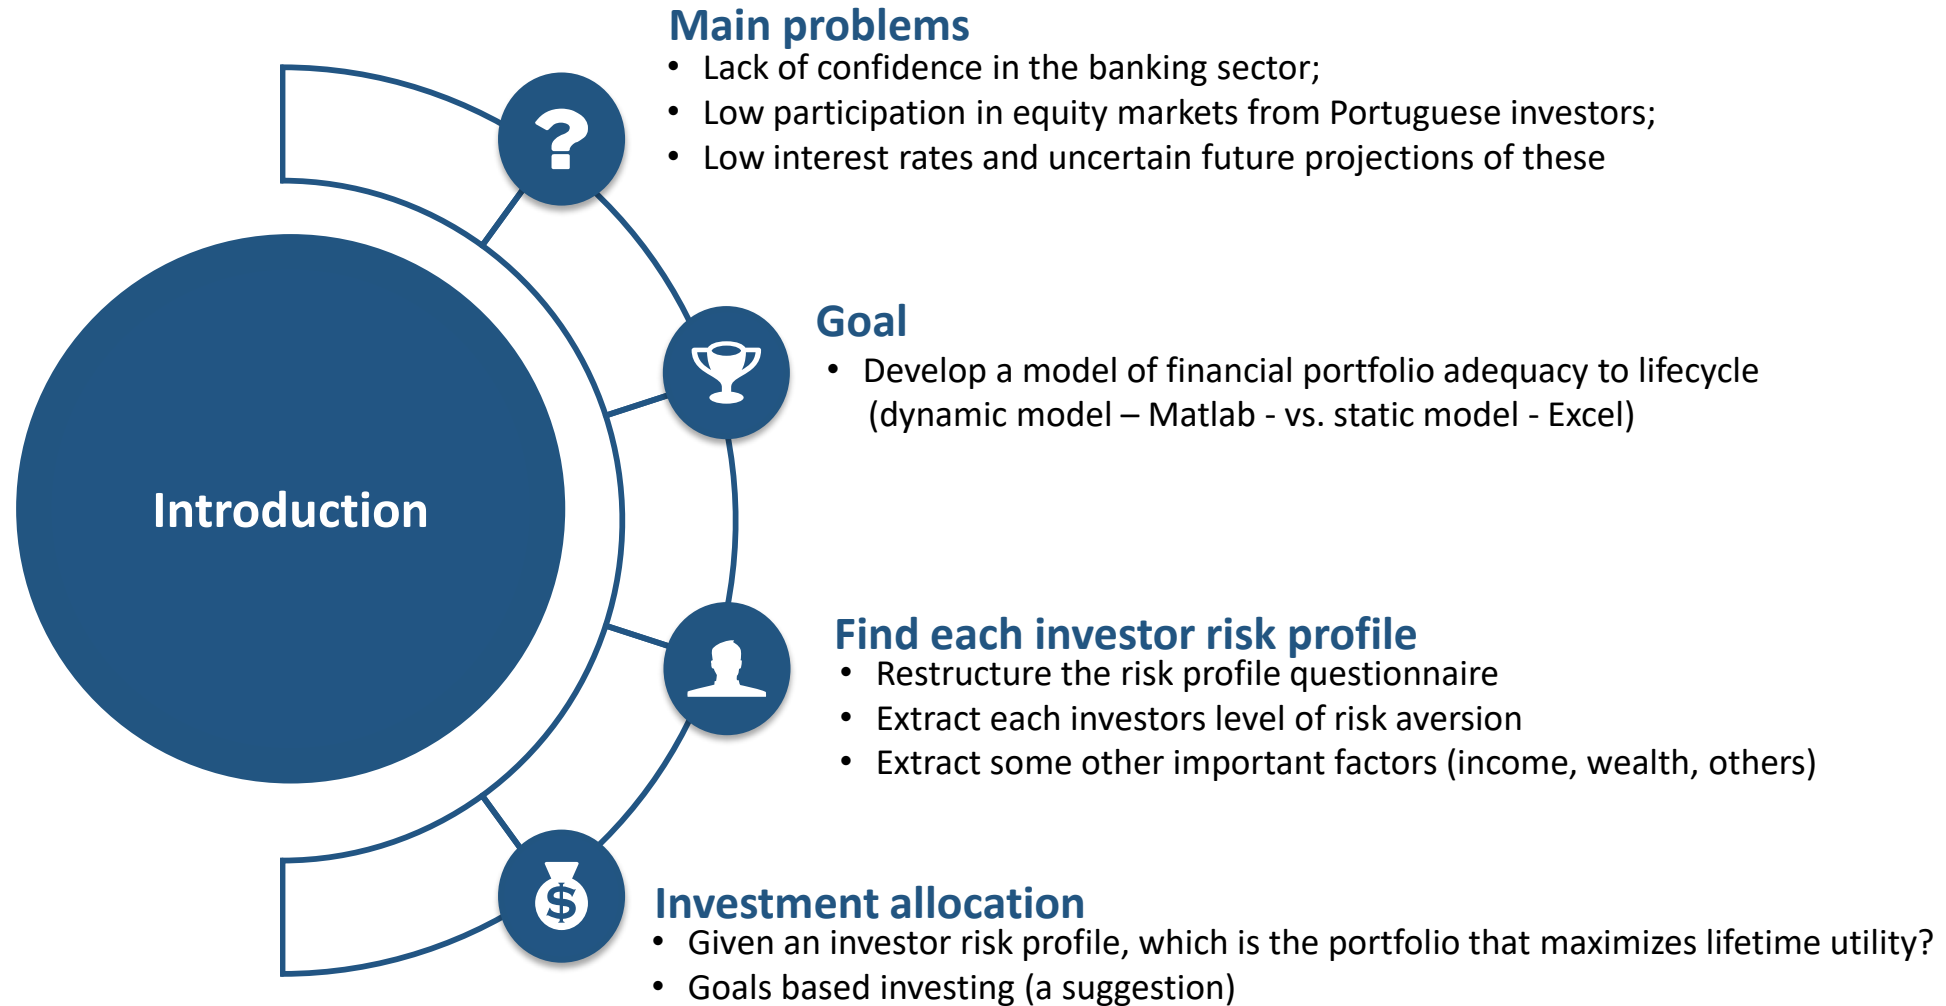 Main problems
• Lack of confidence in the banking sector;
• Low participation in equity markets from Portuguese investors;
• Low interest rates and uncertain future projections of these
Goal
• Develop a model of financial portfolio adequacy to lifecycle
(dynamic model – Matlab - vs. static model - Excel)
Introduction
Find each investor risk profile
• Restructure the risk profile questionnaire
• Extract each investors level of risk aversion
• Extract some other important factors (income, wealth, others)
Investment allocation
• Given an investor risk profile, which is the portfolio that maximizes lifetime utility?
• Goals based investing (a suggestion)